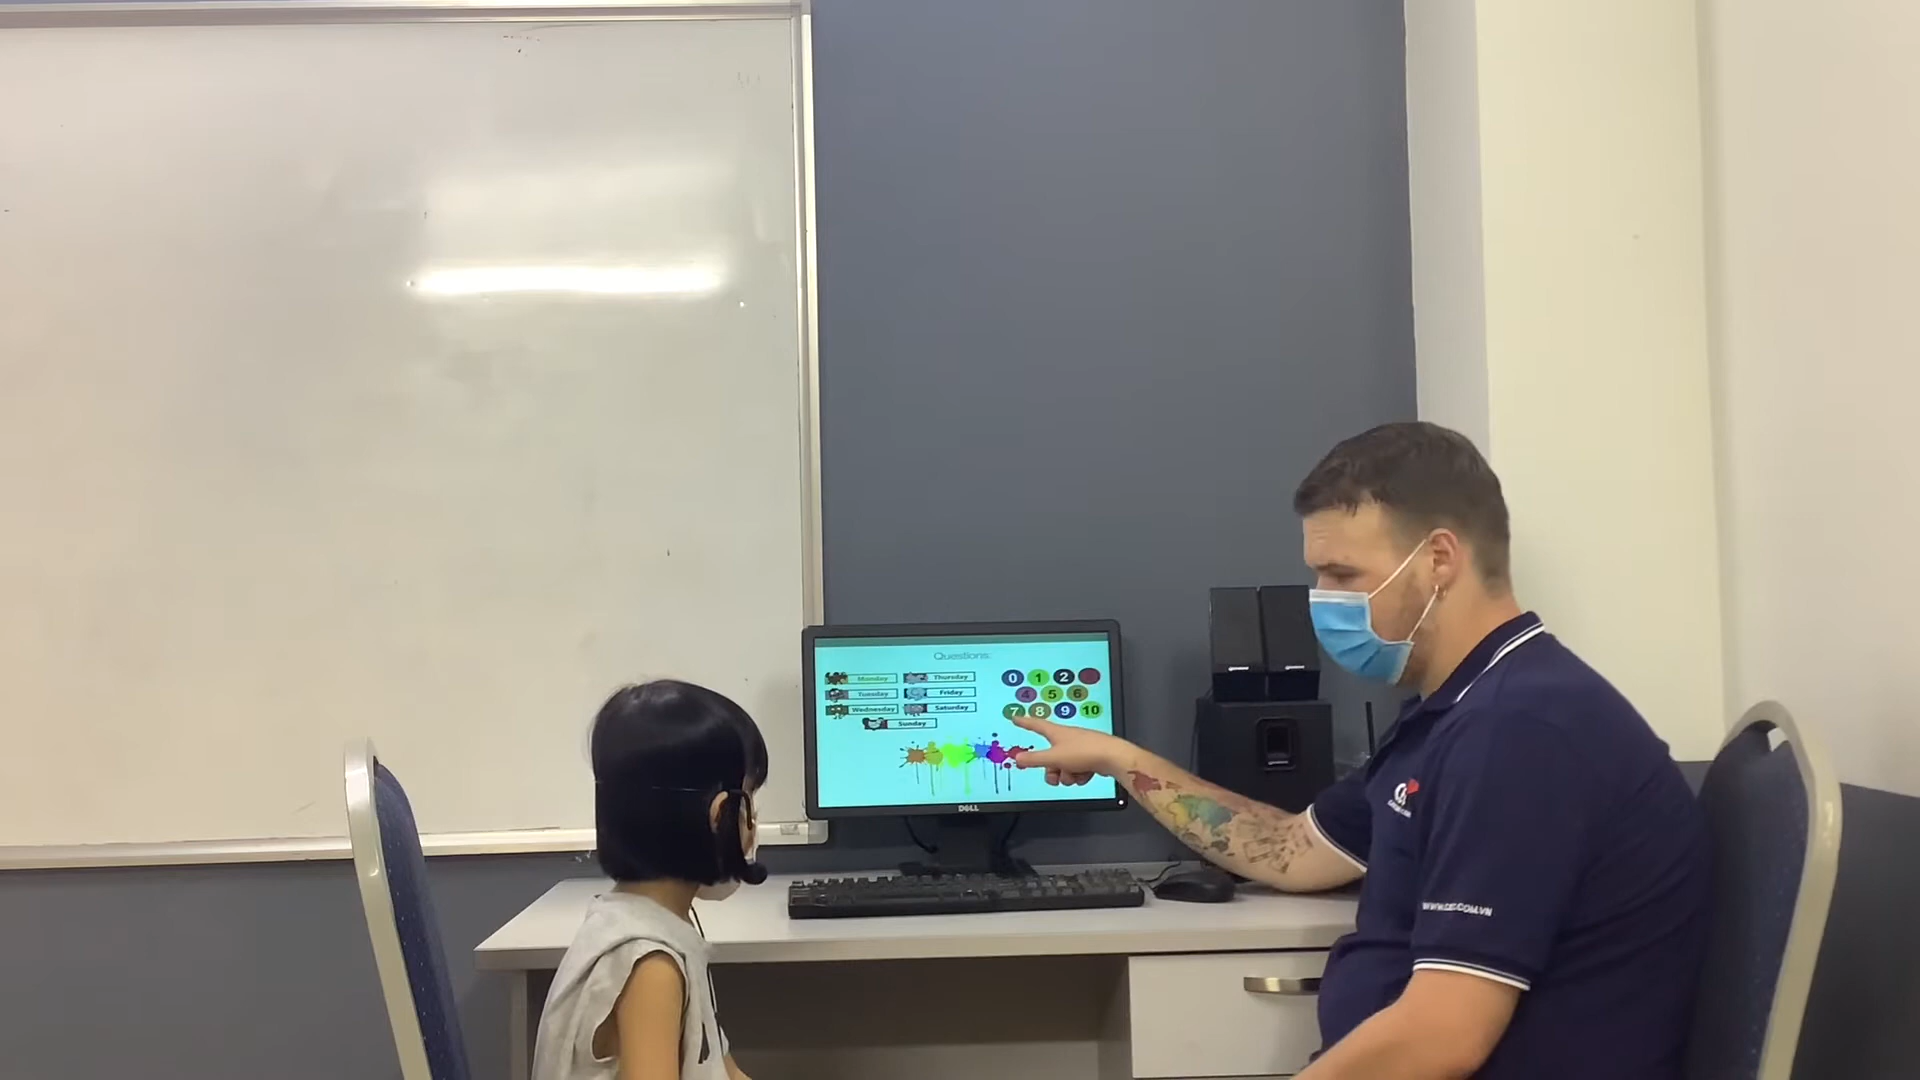 Questions:
Monday Thursday
Tuesday Friday
Wednesday Saturday
Sunday
0 1 2
4 5 6
7 8 9 10
DELL